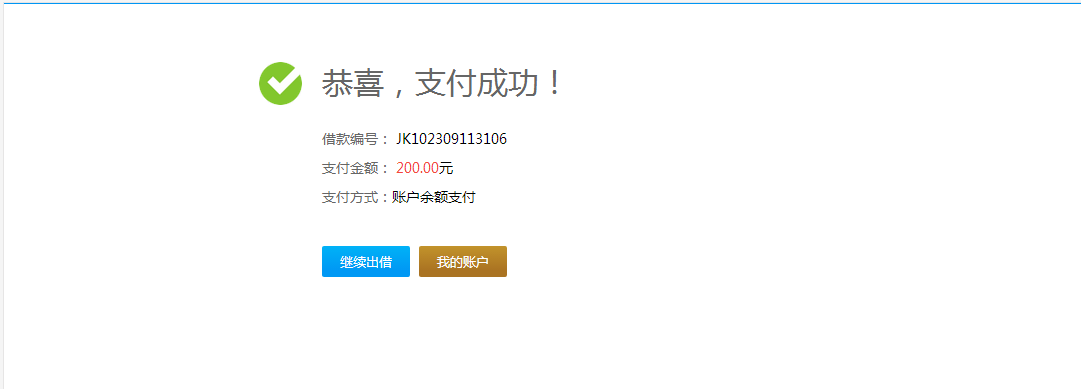 恭喜，支付成功！
借款编号： JK102309113106
支付金额： 200.00元
支付方式：账户余额支付
继续出借 我的账户